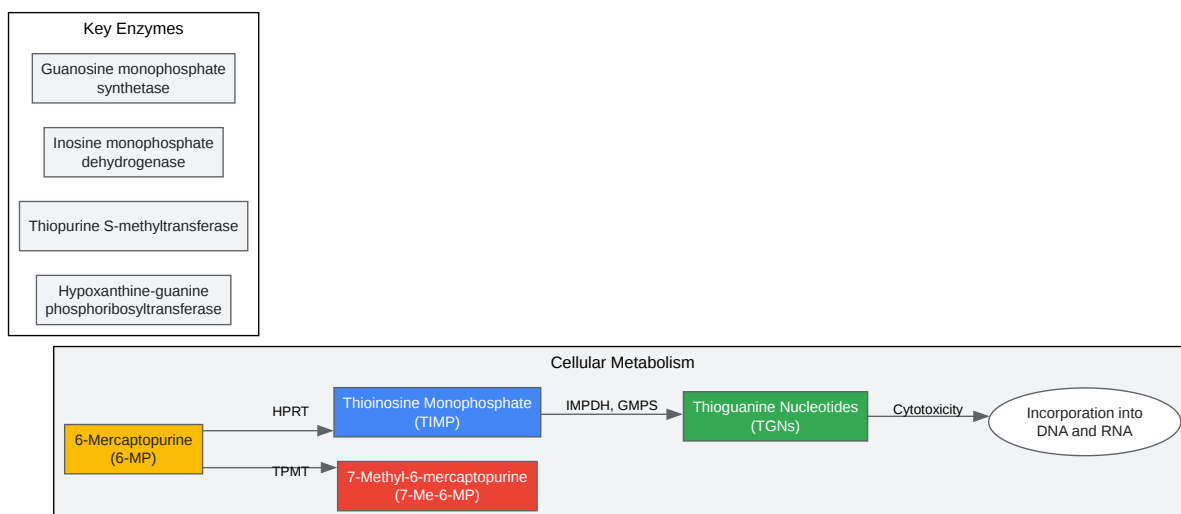 Key Enzymes
Guanosine monophosphate
synthetase
Inosine monophosphate
dehydrogenase
Thiopurine S-methyltransferase
Hypoxanthine-guanine
phosphoribosyltransferase
Cellular Metabolism
6-Mercaptopurine
(6-MP)
HPRT
TPMT
Thioinosine Monophosphate
(TIMP)
7-Methyl-6-mercaptopurine
(7-Me-6-MP)
IMPDH, GMPS
Thioguanine Nucleotides
(TGNs)
Cytotoxicity
Incorporation into
DNA and RNA